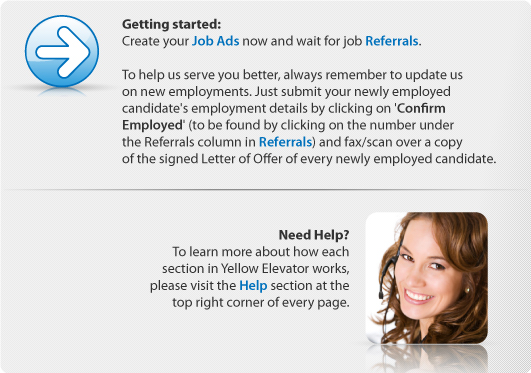 Getting started:
Create your Job Ads now and wait for job Referrals.
To help us serve you better, always remember to update us
on new employments. Just submit your newly employed
candidate's employment details by clicking on 'Confirm
Employed' (to be found by clicking on the number under
the Referrals column in Referrals) and fax/scan over a copy
of the signed Letter of Offer of every newly employed candidate.
Need Help?
To learn more about how each
section in Yellow Elevator works,
please visit the Help section at the
top right corner of every page.